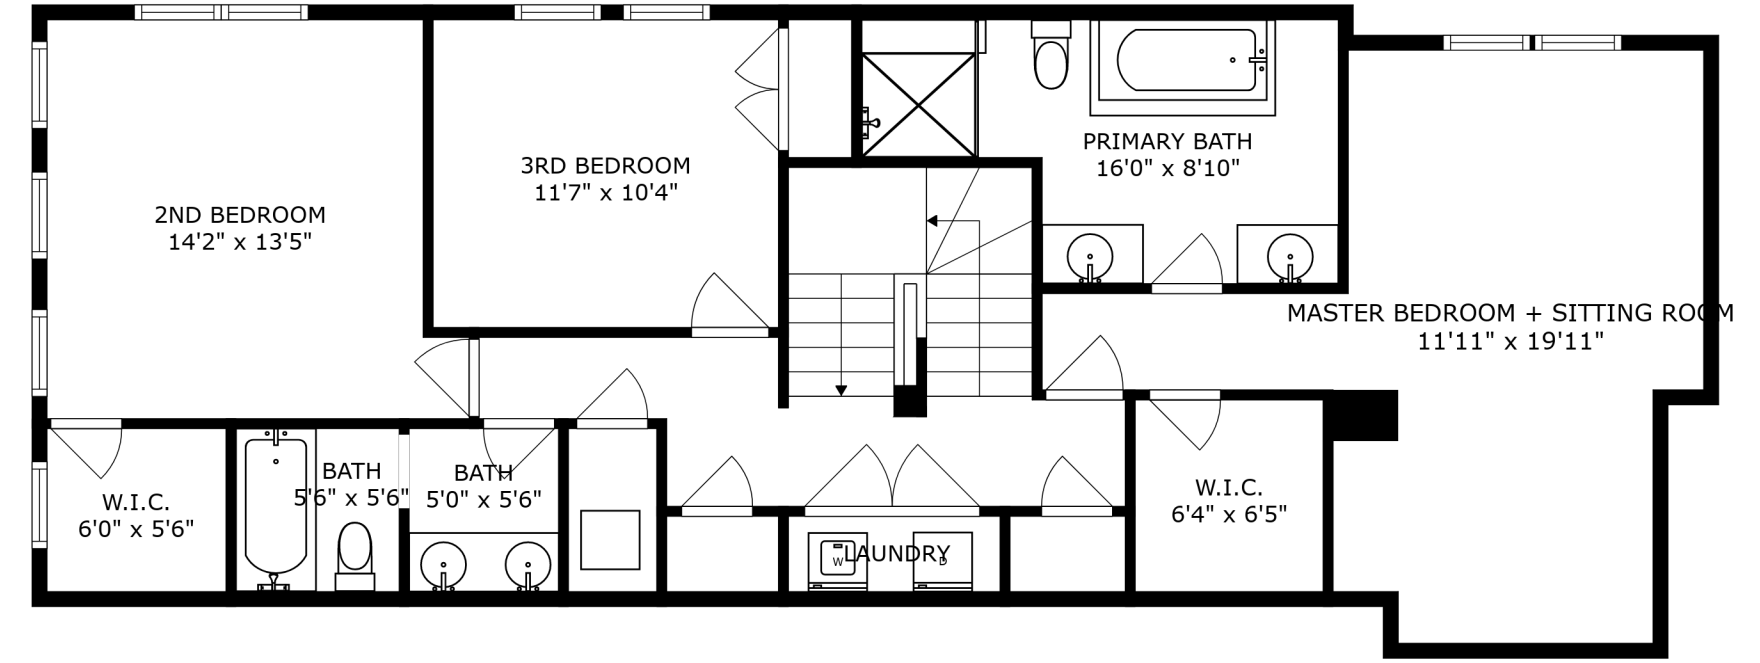 PRIMARY BATH
16'0" x 8'10"
3RD BEDROOM
11'7" x 10'4"
2ND BEDROOM
14'2" x 13'5"
MASTER BEDROOM + SITTING ROOM
11'11" x 19'11"
BATH
5'6" x 5'6"
BATH
5'0" x 5'6"
W.I.C.
6'0" x 5'6"
W.I.C.
6'4" x 6'5"
LAUNDRY
W
D